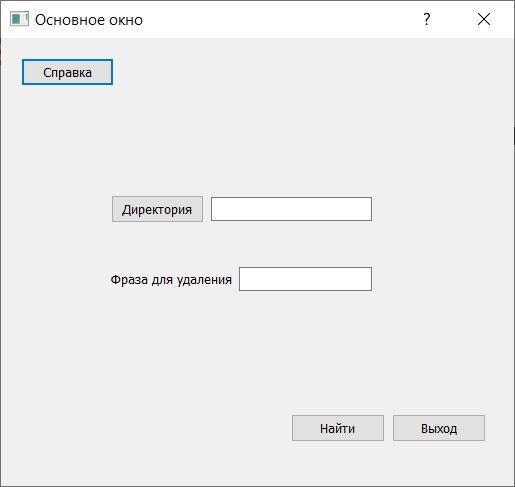 Основное окно
?
Справка
Директория
Фраза для удаления
Найти
Выход